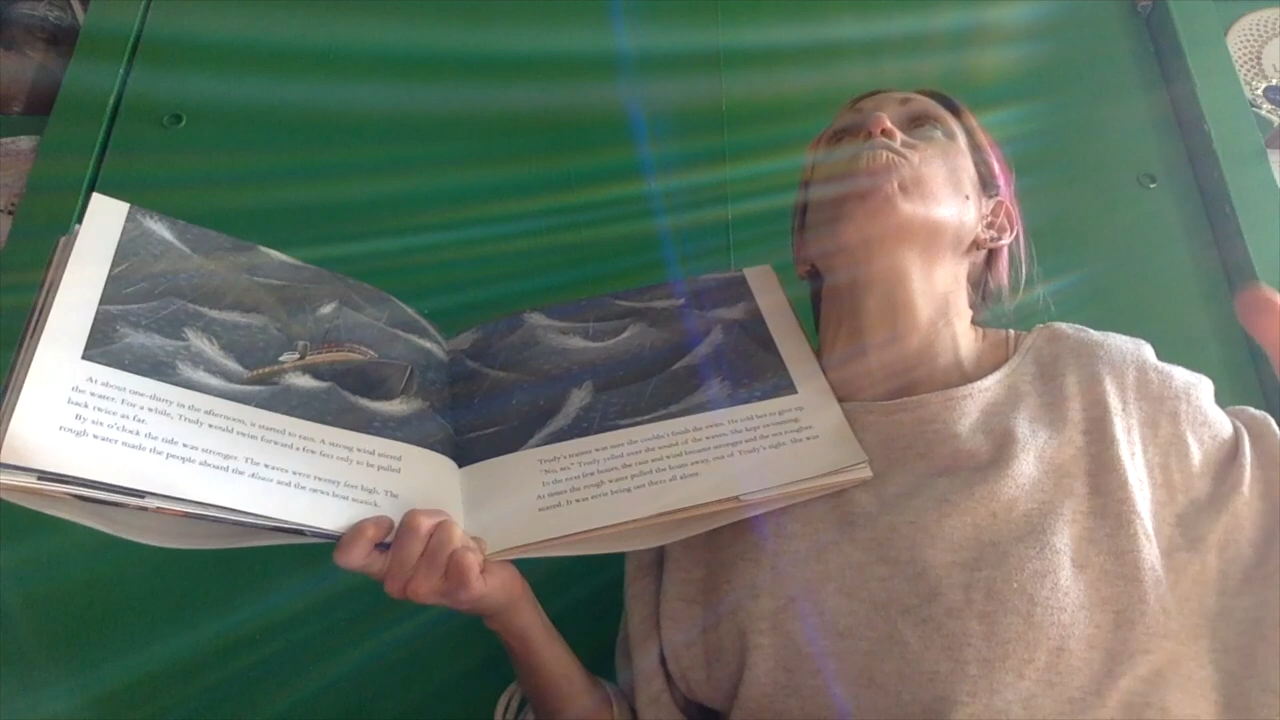 At about one-thirty in the afternoon, it started to rain. A strong wind stirred
the water. For a while, Trudy would swim forward a few feet only to be pulled
back twice as far.
By six o'clock the tide was stronger. The waves were twenty feet high. The
rough water made the people aboard the Alsace and the news boat seasick.
Trudy's trainer was sure she couldn't finish the swim. He told her to give up.
"No, no," Trudy yelled over the sound of the waves. She kept swimming.
In the next few hours, the rain and wind became stronger and the sea rougher.
At times the rough water pulled the boats away, out of Trudy's sight. She was
scared. It was eerie being out there all alone.